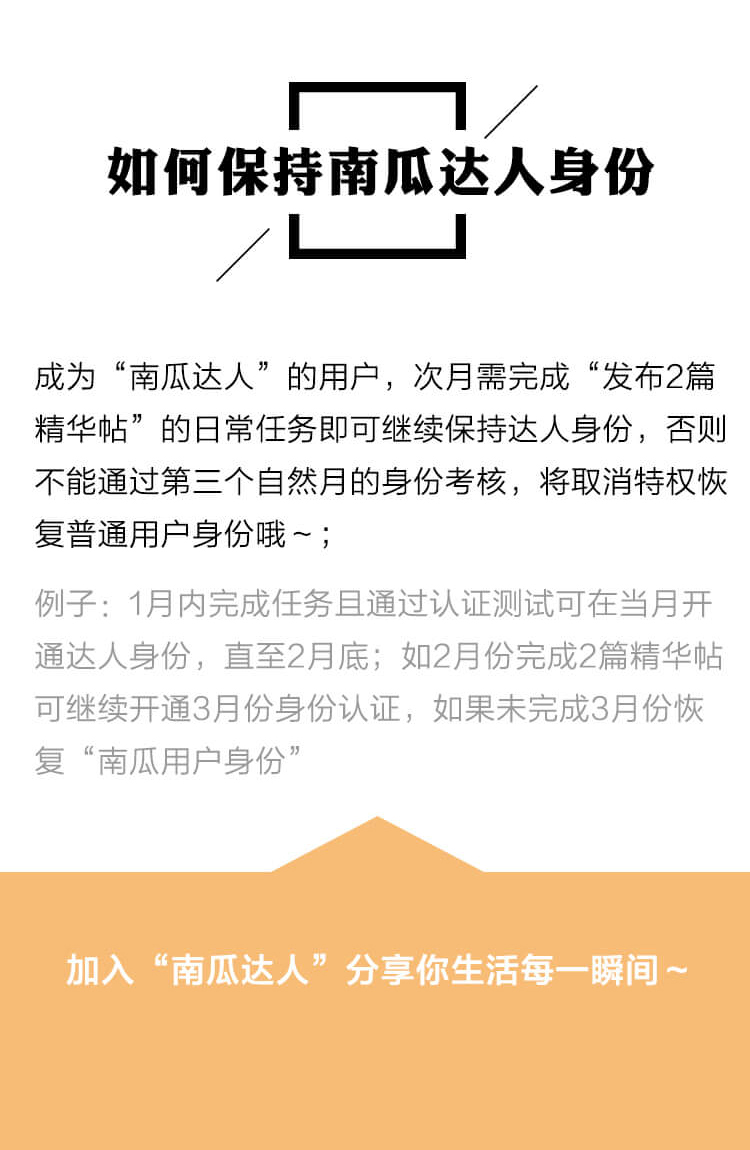 如何保持南瓜达人身份
成为“南瓜达人”的用户，次月需完成“发布2篇
精华帖”的日常任务即可继续保持达人身份，否则
不能通过第三个自然月的身份考核，将取消特权恢
复普通用户身份哦～；
例子：1月内完成任务且通过认证测试可在当月开
通达人身份，直至2月底；如2月份完成2篇精华帖
可继续开通3月份身份认证，如果未完成3月份恢
复“南瓜用户身份”
加入“南瓜达人”分享你生活每一瞬间～